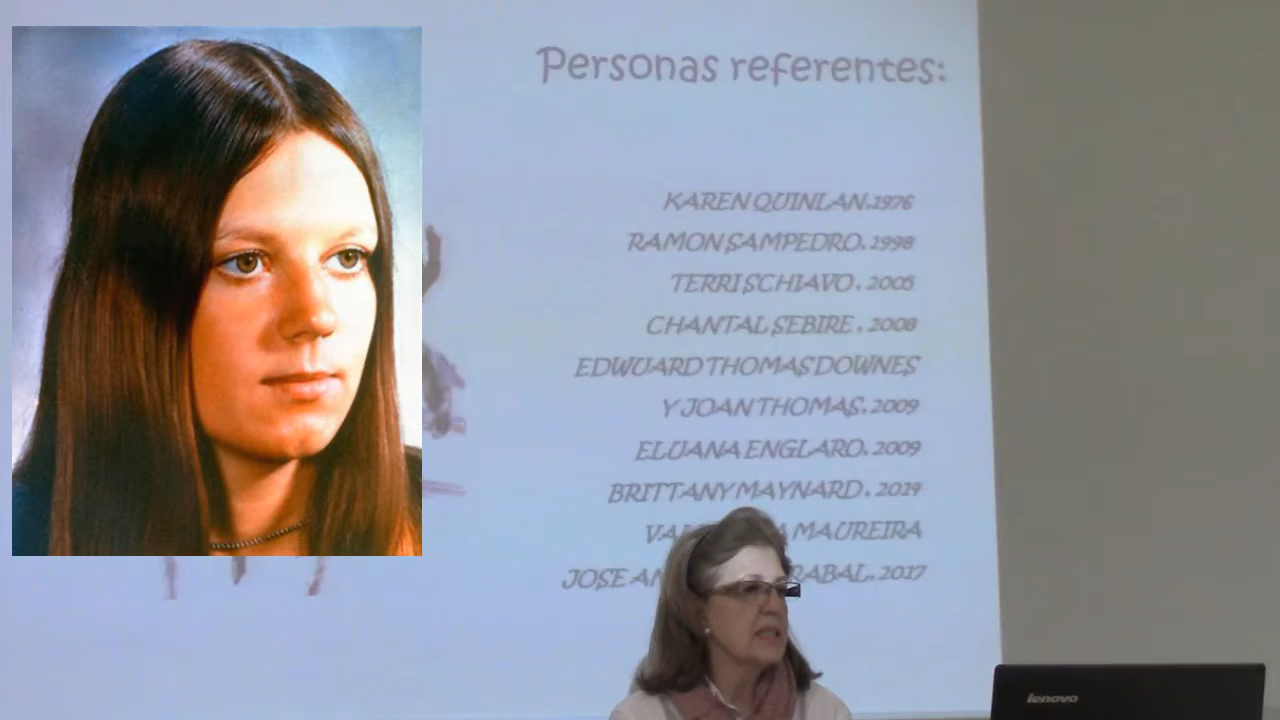 Personas referentes:
KAREN QUINLAN.1976
RAMON SAMPEDRO. 1998
TERRI SCHIAVO. 2005
CHANTAL SEBIRE. 2008
EDWUARD THOMAS DOWNES
Y JOAN THOMAS. 2009
ELUANA ENGLARO. 2009
BRITTANY MAYNARD. 2014
MAUREIRA
JOSE 2017
lenovo